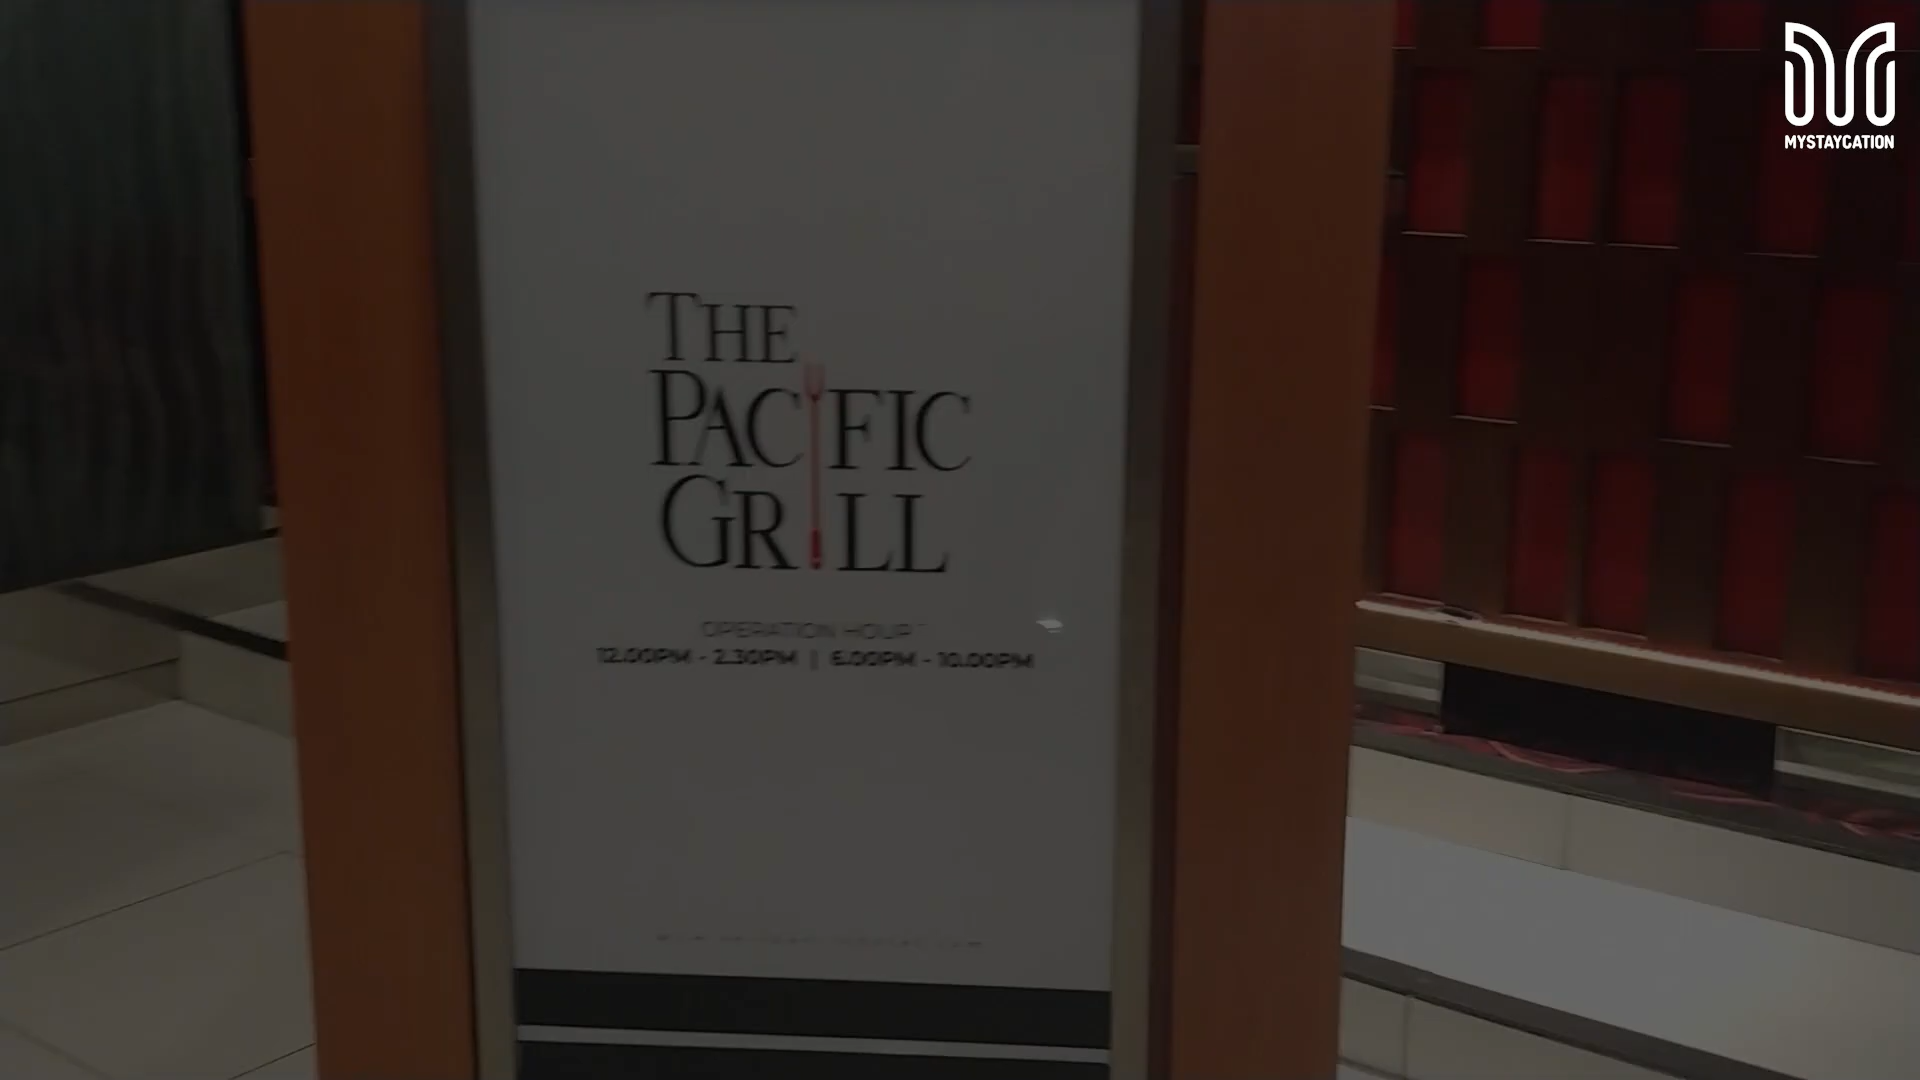 THE
PACIFIC
GRILL
OPERATION HOUR
12.00PM - 2.30PM | 6.00PM - 10.00PM
MYSTAYCATION